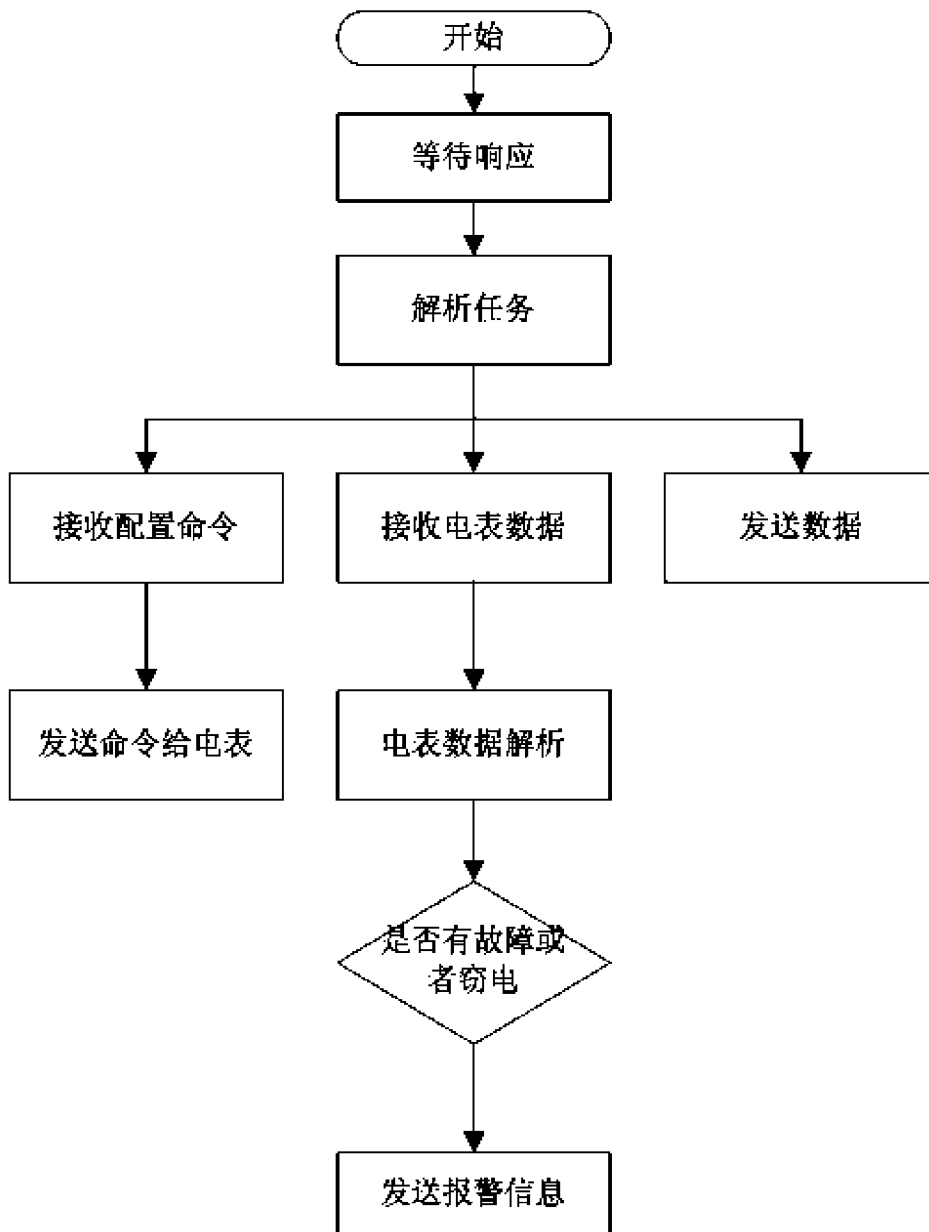 开始
等待响应
解析任务
接收配置命令
接收电表数据
发送数据
发送命令给电表
电表数据解析
是否有故障或
者窃电
发送报警信息